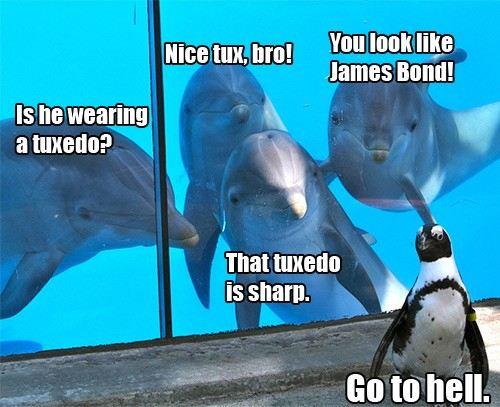 Nice tux, bro!
You look like
James Bond!
Is he wearing
a tuxedo?
That tuxedo
is sharp.
Go to hell.